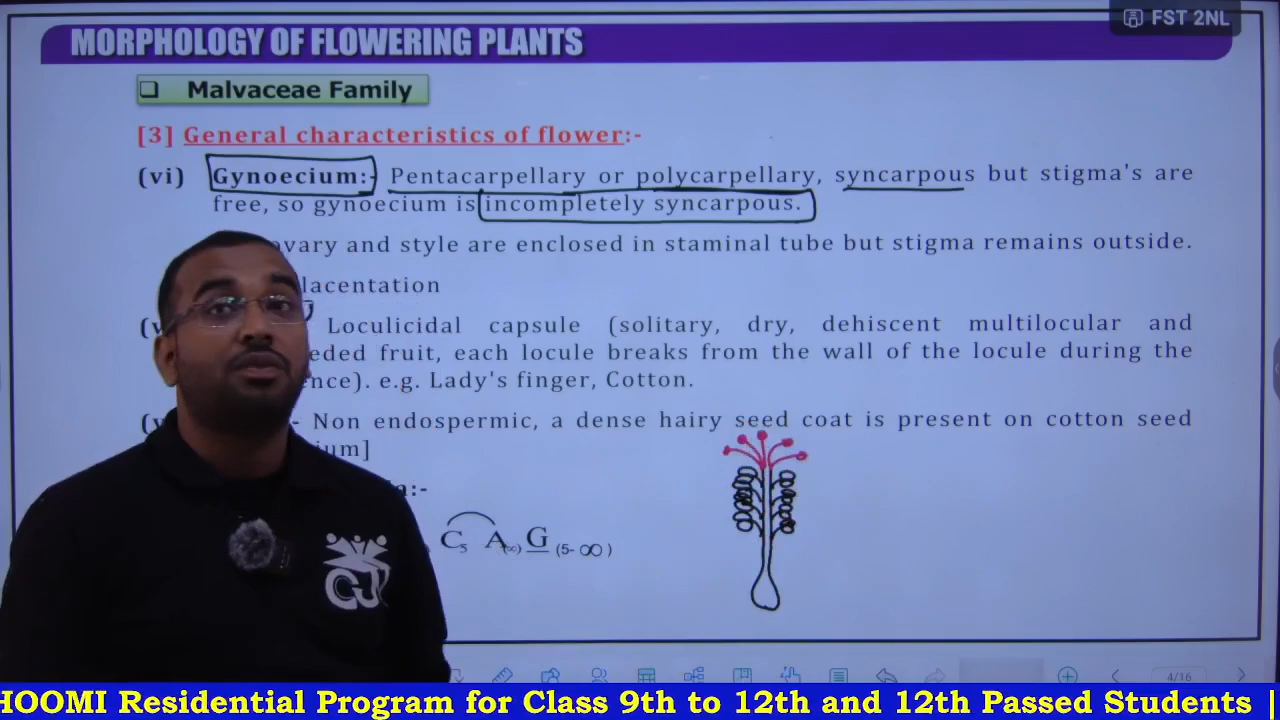 FST 2NL
MORPHOLOGY OF FLOWERING PLANTS
❑ Malvaceae Family
[3] General characteristics of flower:-
(vi) Gynoecium:- Pentacarpellary or polycarpellary, syncarpous but stigma's are
free, so gynoecium is incompletely syncarpous.
ovary and style are enclosed in staminal tube but stigma remains outside.
lacentation
Loculicidal capsule (solitary, dry, dehiscent multilocular and
eded fruit, each locule breaks from the wall of the locule during the
ence). e.g. Lady's finger, Cotton.
- Non endospermic, a dense hairy seed coat is present on cotton seed
ium]
a:-
C5 A(∞) G (5-∞)
CJ
4/16
HOOMI Residential Program for Class 9th to 12th and 12th Passed Students |